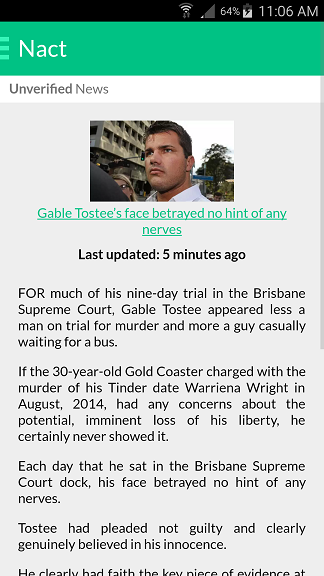 64% 11:06 AM
Nact
Unverified News
Gable Tostee's face betrayed no hint of any
nerves
Last updated: 5 minutes ago
FOR much of his nine-day trial in the Brisbane
Supreme Court, Gable Tostee appeared less a
man on trial for murder and more a guy casually
waiting for a bus.
If the 30-year-old Gold Coaster charged with the
murder of his Tinder date Warriena Wright in
August, 2014, had any concerns about the
potential, imminent loss of his liberty, he
certainly never showed it.
Each day that he sat in the Brisbane Supreme
Court dock, his face betrayed no hint of any
nerves.
Tostee had pleaded not guilty and clearly
genuinely believed in his innocence.
He clearly had faith the key piece of evidence at